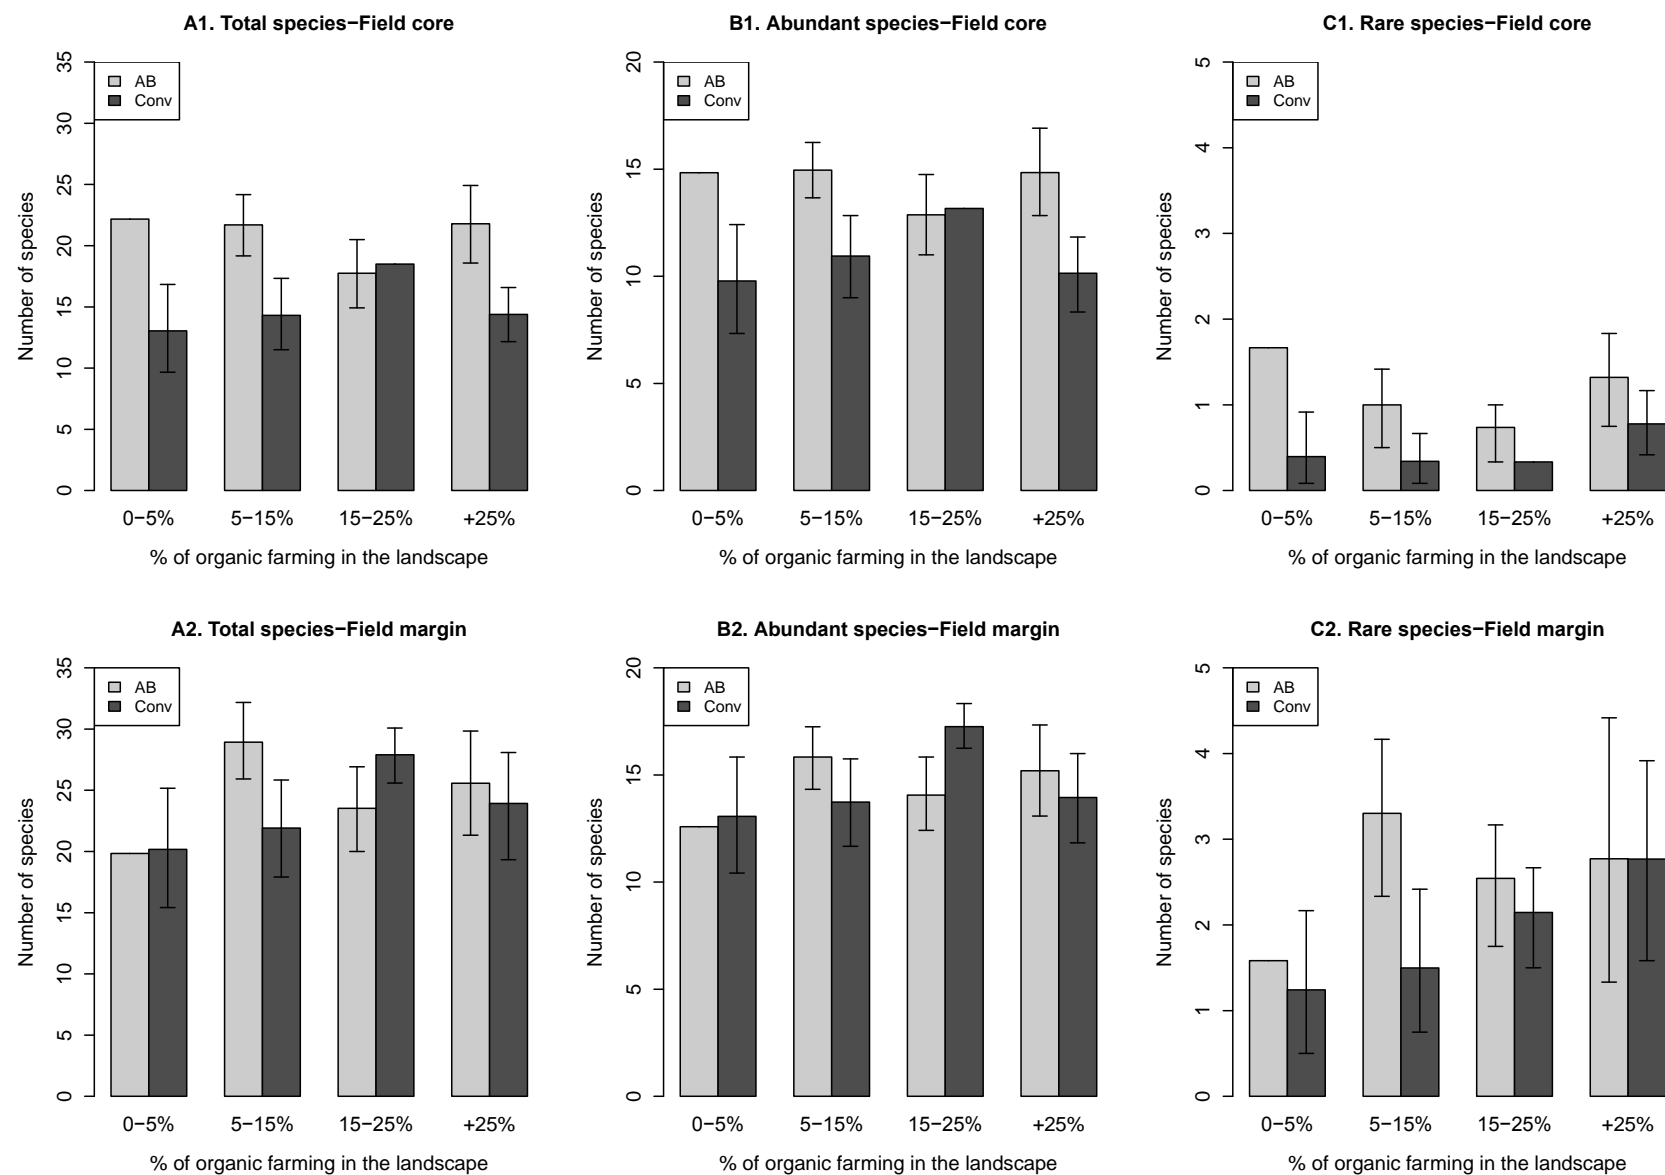 A1. Total species−Field core
35
30
25
20
15
10
5
0
Number of species
AB
Conv
0−5%
5−15%
15−25%
+25%
% of organic farming in the landscape
B1. Abundant species−Field core
20
15
10
5
0
Number of species
AB
Conv
0−5%
5−15%
15−25%
+25%
% of organic farming in the landscape
C1. Rare species−Field core
5
4
3
2
1
0
Number of species
AB
Conv
0−5%
5−15%
15−25%
+25%
% of organic farming in the landscape
A2. Total species−Field margin
35
30
25
20
15
10
5
0
Number of species
AB
Conv
0−5%
5−15%
15−25%
+25%
% of organic farming in the landscape
B2. Abundant species−Field margin
20
15
10
5
0
Number of species
AB
Conv
0−5%
5−15%
15−25%
+25%
% of organic farming in the landscape
C2. Rare species−Field margin
5
4
3
2
1
0
Number of species
AB
Conv
0−5%
5−15%
15−25%
+25%
% of organic farming in the landscape